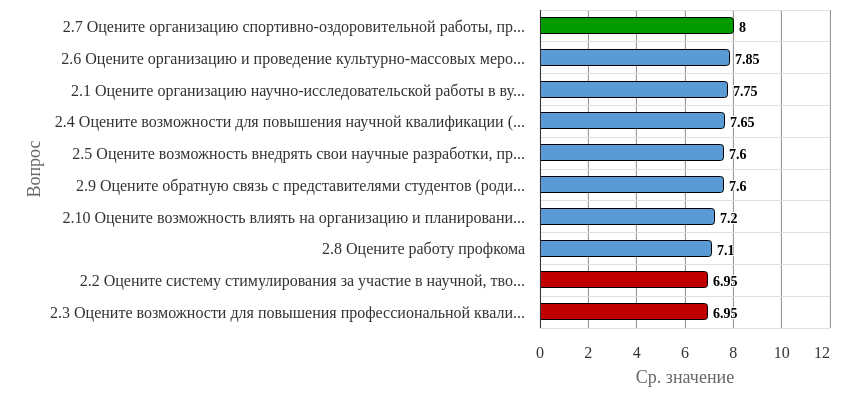 2.7 Оцените организацию спортивно-оздоровительной работы, пр... 8
2.6 Оцените организацию и проведение культурно-массовых меро... 7.85
2.1 Оцените организацию научно-исследовательской работы в ву... 7.75
2.4 Оцените возможности для повышения научной квалификации (... 7.65
2.5 Оцените возможность внедрять свои научные разработки, пр... 7.6
2.9 Оцените обратную связь с представителями студентов (роди... 7.6
2.10 Оцените возможность влиять на организацию и планировани... 7.2
2.8 Оцените работу профкома 7.1
2.2 Оцените систему стимулирования за участие в научной, тво... 6.95
2.3 Оцените возможности для повышения профессиональной квали... 6.95
Вопрос
0 2 4 6 8 10 12
Ср. значение